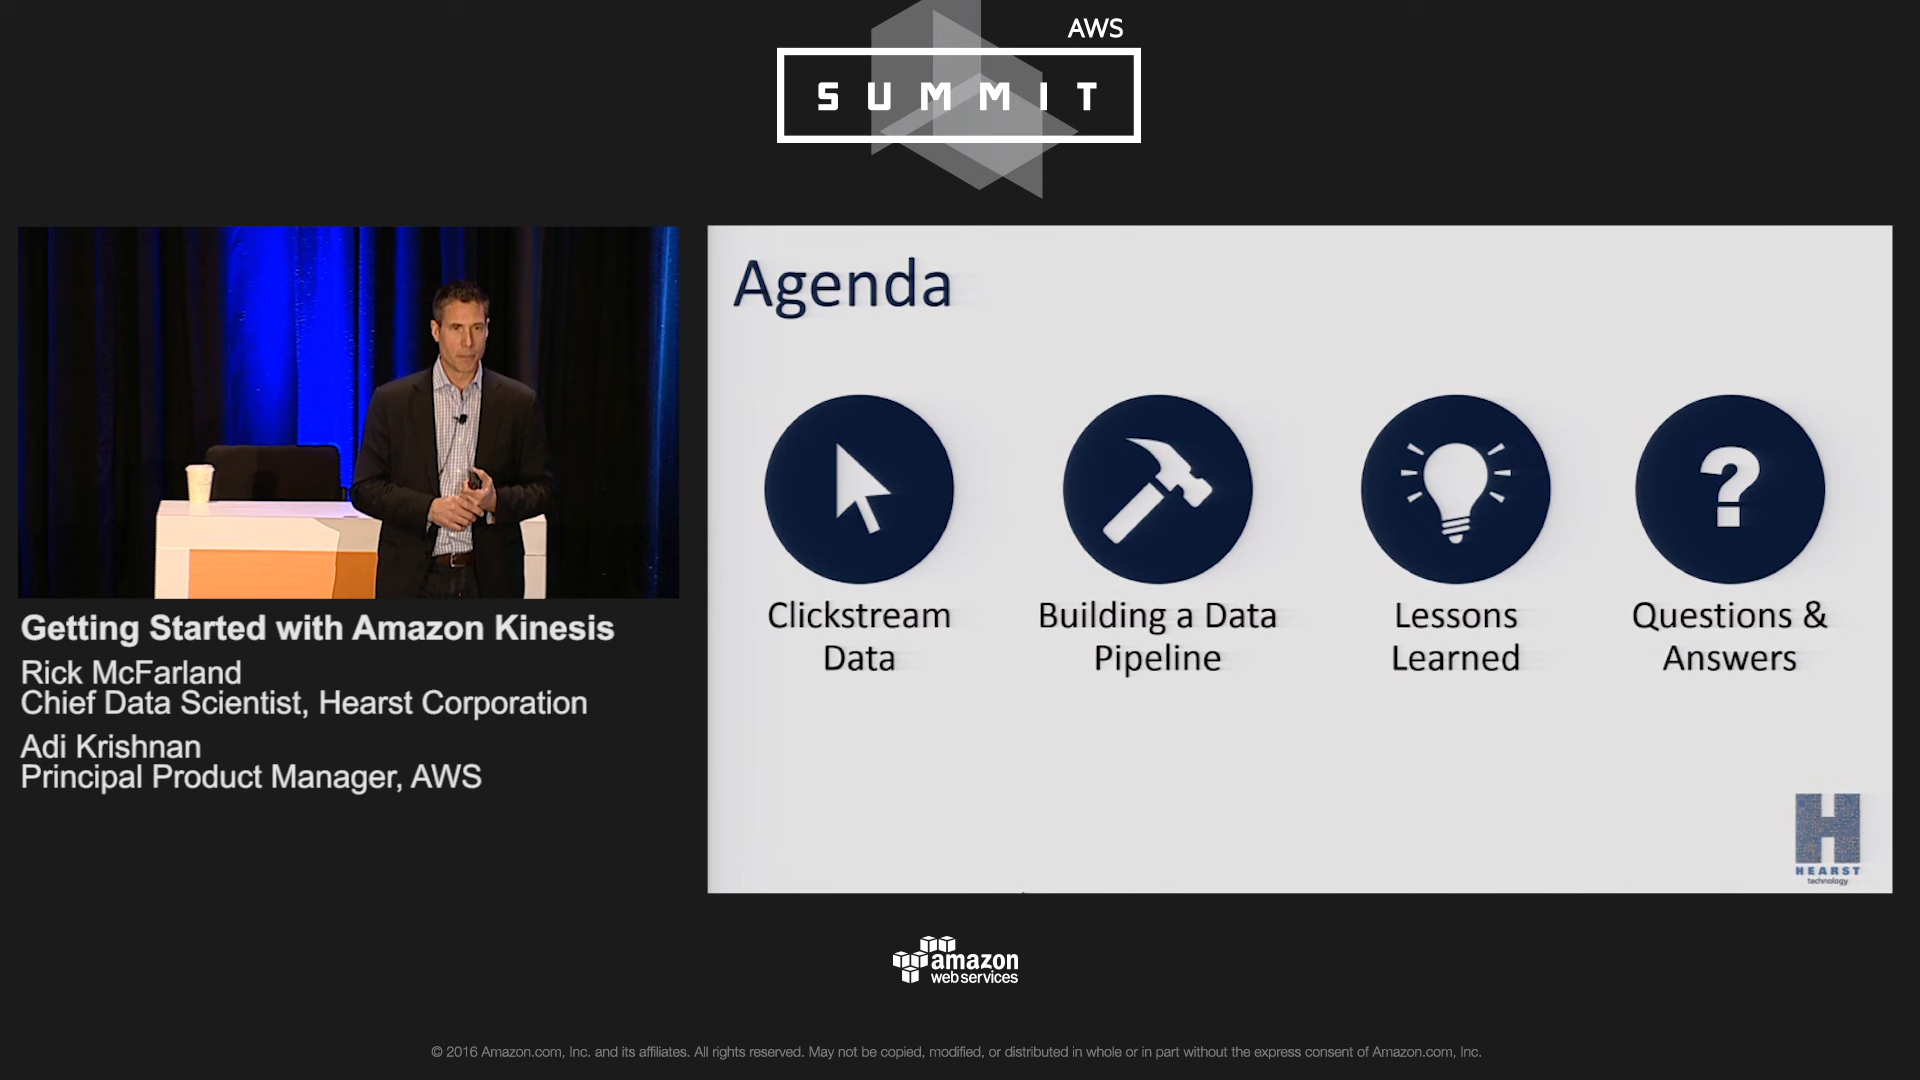 AWS
SUMMIT
Agenda
Clickstream
Data
Building a Data
Pipeline
Lessons
Learned
Questions &
Answers
HEARST
technology
Getting Started with Amazon Kinesis
Rick McFarland
Chief Data Scientist, Hearst Corporation
Adi Krishnan
Principal Product Manager, AWS
amazon
web services
© 2016 Amazon.com, Inc. and its affiliates. All rights reserved. May not be copied, modified, or distributed in whole or in part without the express consent of Amazon.com, Inc.